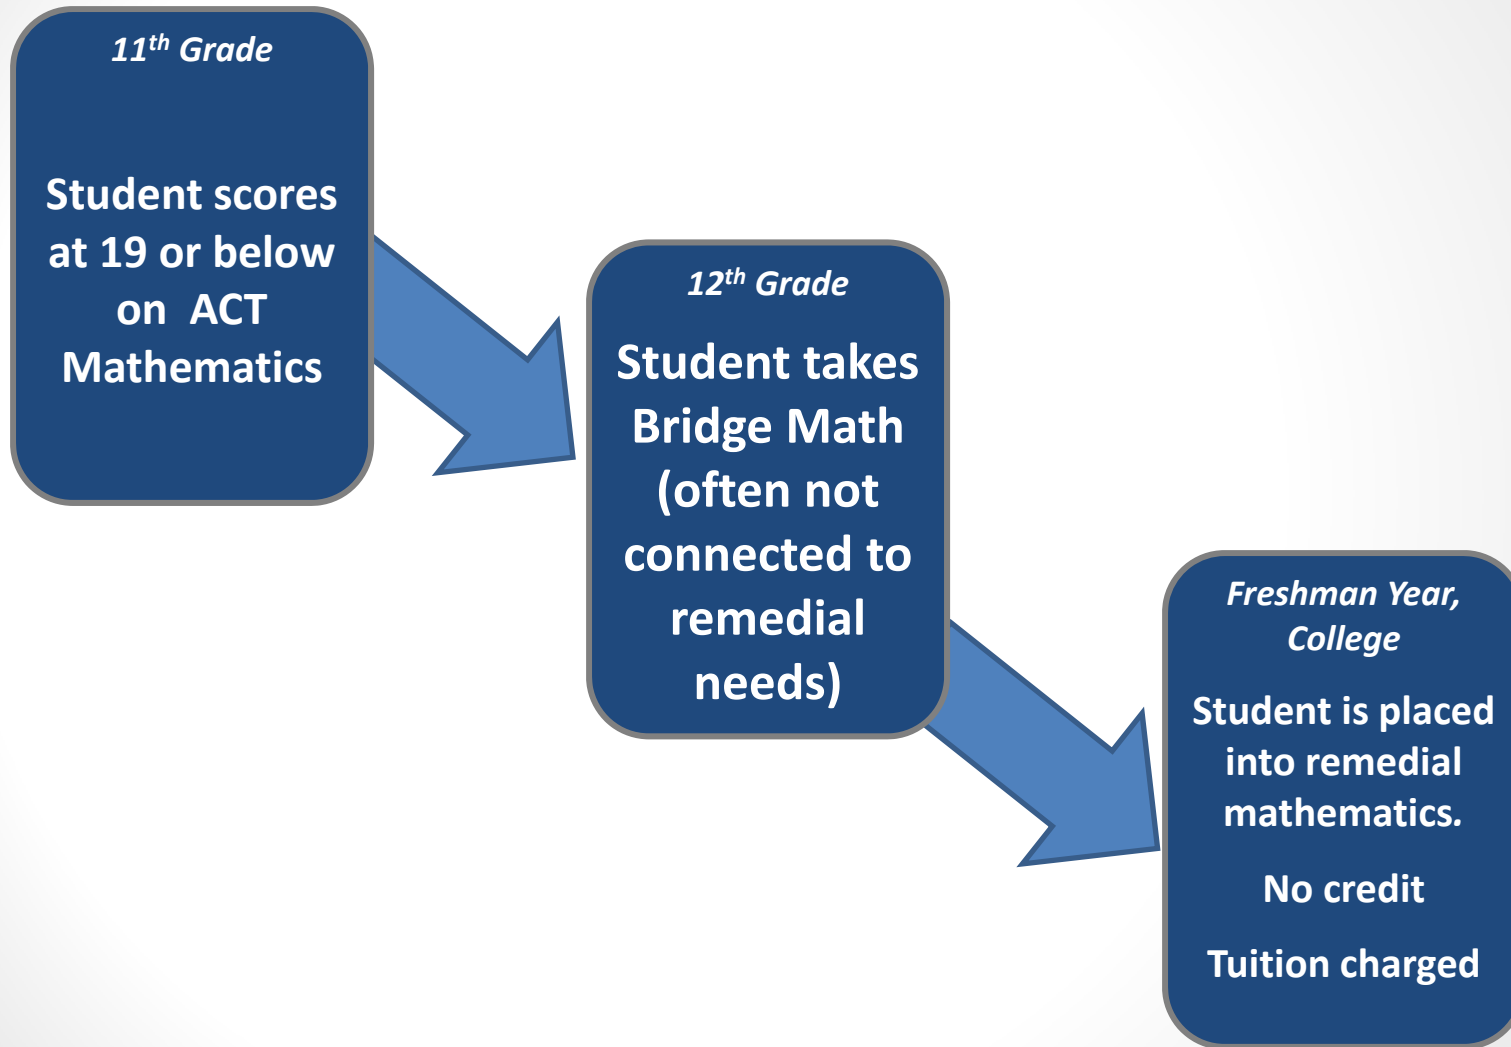 11th Grade
Student scores
at 19 or below
on ACT
Mathematics
12th Grade
Student takes
Bridge Math
(often not
connected to
remedial
needs)
Freshman Year,
College
Student is placed
into remedial
mathematics.
No credit
Tuition charged